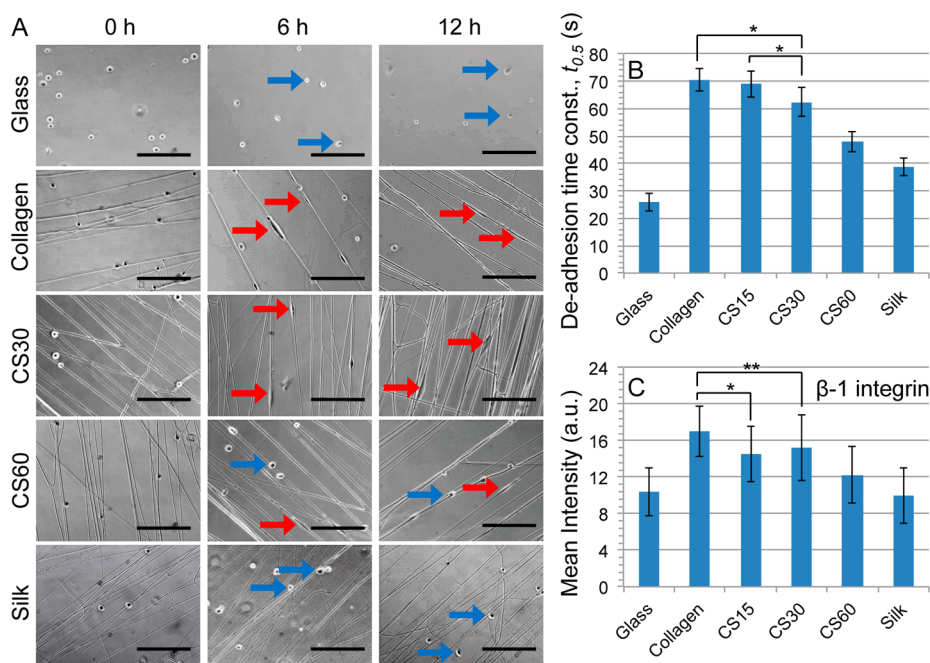 A
0 h
6 h
12 h
Glass
Collagen
CS30
CS60
Silk
B
De-adhesion time const., t0.5 (s)
80
70
60
50
40
30
20
10
0
*
*
Glass
Collagen
CS15
CS30
CS60
Silk
C
β-1 integrin
Mean Intensity (a.u.)
24
20
16
12
8
4
0
**
*
Glass
Collagen
CS15
CS30
CS60
Silk